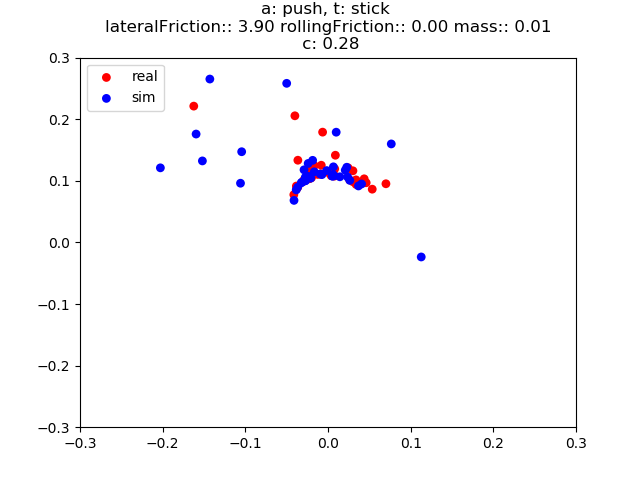 a: push, t: stick
lateralFriction:: 3.90 rollingFriction:: 0.00 mass:: 0.01
c: 0.28
real
sim
0.3
0.2
0.1
0.0
−0.1
−0.2
−0.3
−0.3
−0.2
−0.1
0.0
0.1
0.2
0.3